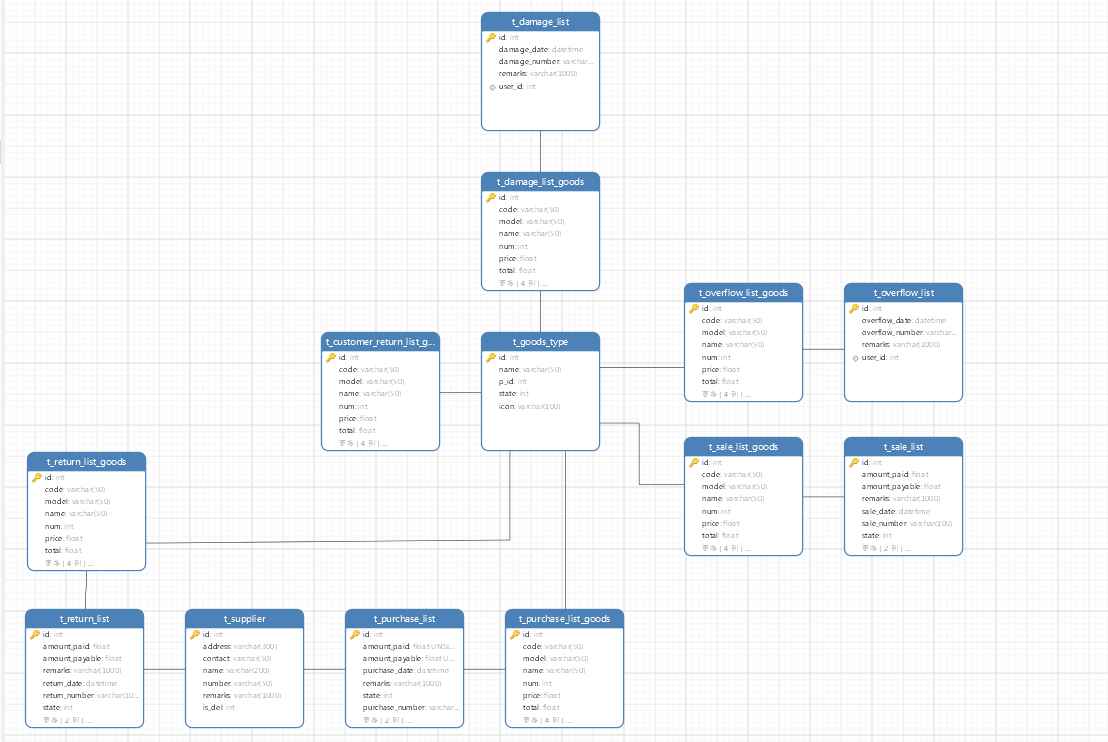 t_damage_list
id: int
damage_date: datetime
damage_number: varchar...
remarks: varchar(1000)
user_id: int
t_damage_list_goods
id: int
code: varchar(50)
model: varchar(50)
name: varchar(50)
num: int
price: float
total: float
更多 ( 4 列 ) ...
t_overflow_list_goods
id: int
code: varchar(50)
model: varchar(50)
name: varchar(50)
num: int
price: float
total: float
更多 ( 4 列 ) ...
t_overflow_list
id: int
overflow_date: datetime
overflow_number: varchar...
remarks: varchar(1000)
user_id: int
t_customer_return_list_g...
id: int
code: varchar(50)
model: varchar(50)
name: varchar(50)
num: int
price: float
total: float
更多 ( 4 列 ) ...
t_goods_type
id: int
name: varchar(50)
p_id: int
state: int
icon: varchar(100)
t_sale_list_goods
id: int
code: varchar(50)
model: varchar(50)
name: varchar(50)
num: int
price: float
total: float
更多 ( 4 列 ) ...
t_sale_list
id: int
amount_paid: float
amount_payable: float
remarks: varchar(1000)
sale_date: datetime
sale_number: varchar(100)
state: int
更多 ( 2 列 ) ...
t_return_list_goods
id: int
code: varchar(50)
model: varchar(50)
name: varchar(50)
num: int
price: float
total: float
更多 ( 4 列 ) ...
t_return_list
id: int
amount_paid: float
amount_payable: float
remarks: varchar(1000)
return_date: datetime
return_number: varchar(10...
state: int
更多 ( 2 列 ) ...
t_supplier
id: int
address: varchar(300)
contact: varchar(50)
name: varchar(200)
number: varchar(50)
remarks: varchar(1000)
is_del: int
t_purchase_list
id: int
amount_paid: float UNSI...
amount_payable: float U...
purchase_date: datetime
remarks: varchar(1000)
state: int
purchase_number: varchar...
更多 ( 2 列 ) ...
t_purchase_list_goods
id: int
code: varchar(50)
model: varchar(50)
name: varchar(50)
num: int
price: float
total: float
更多 ( 4 列 ) ...